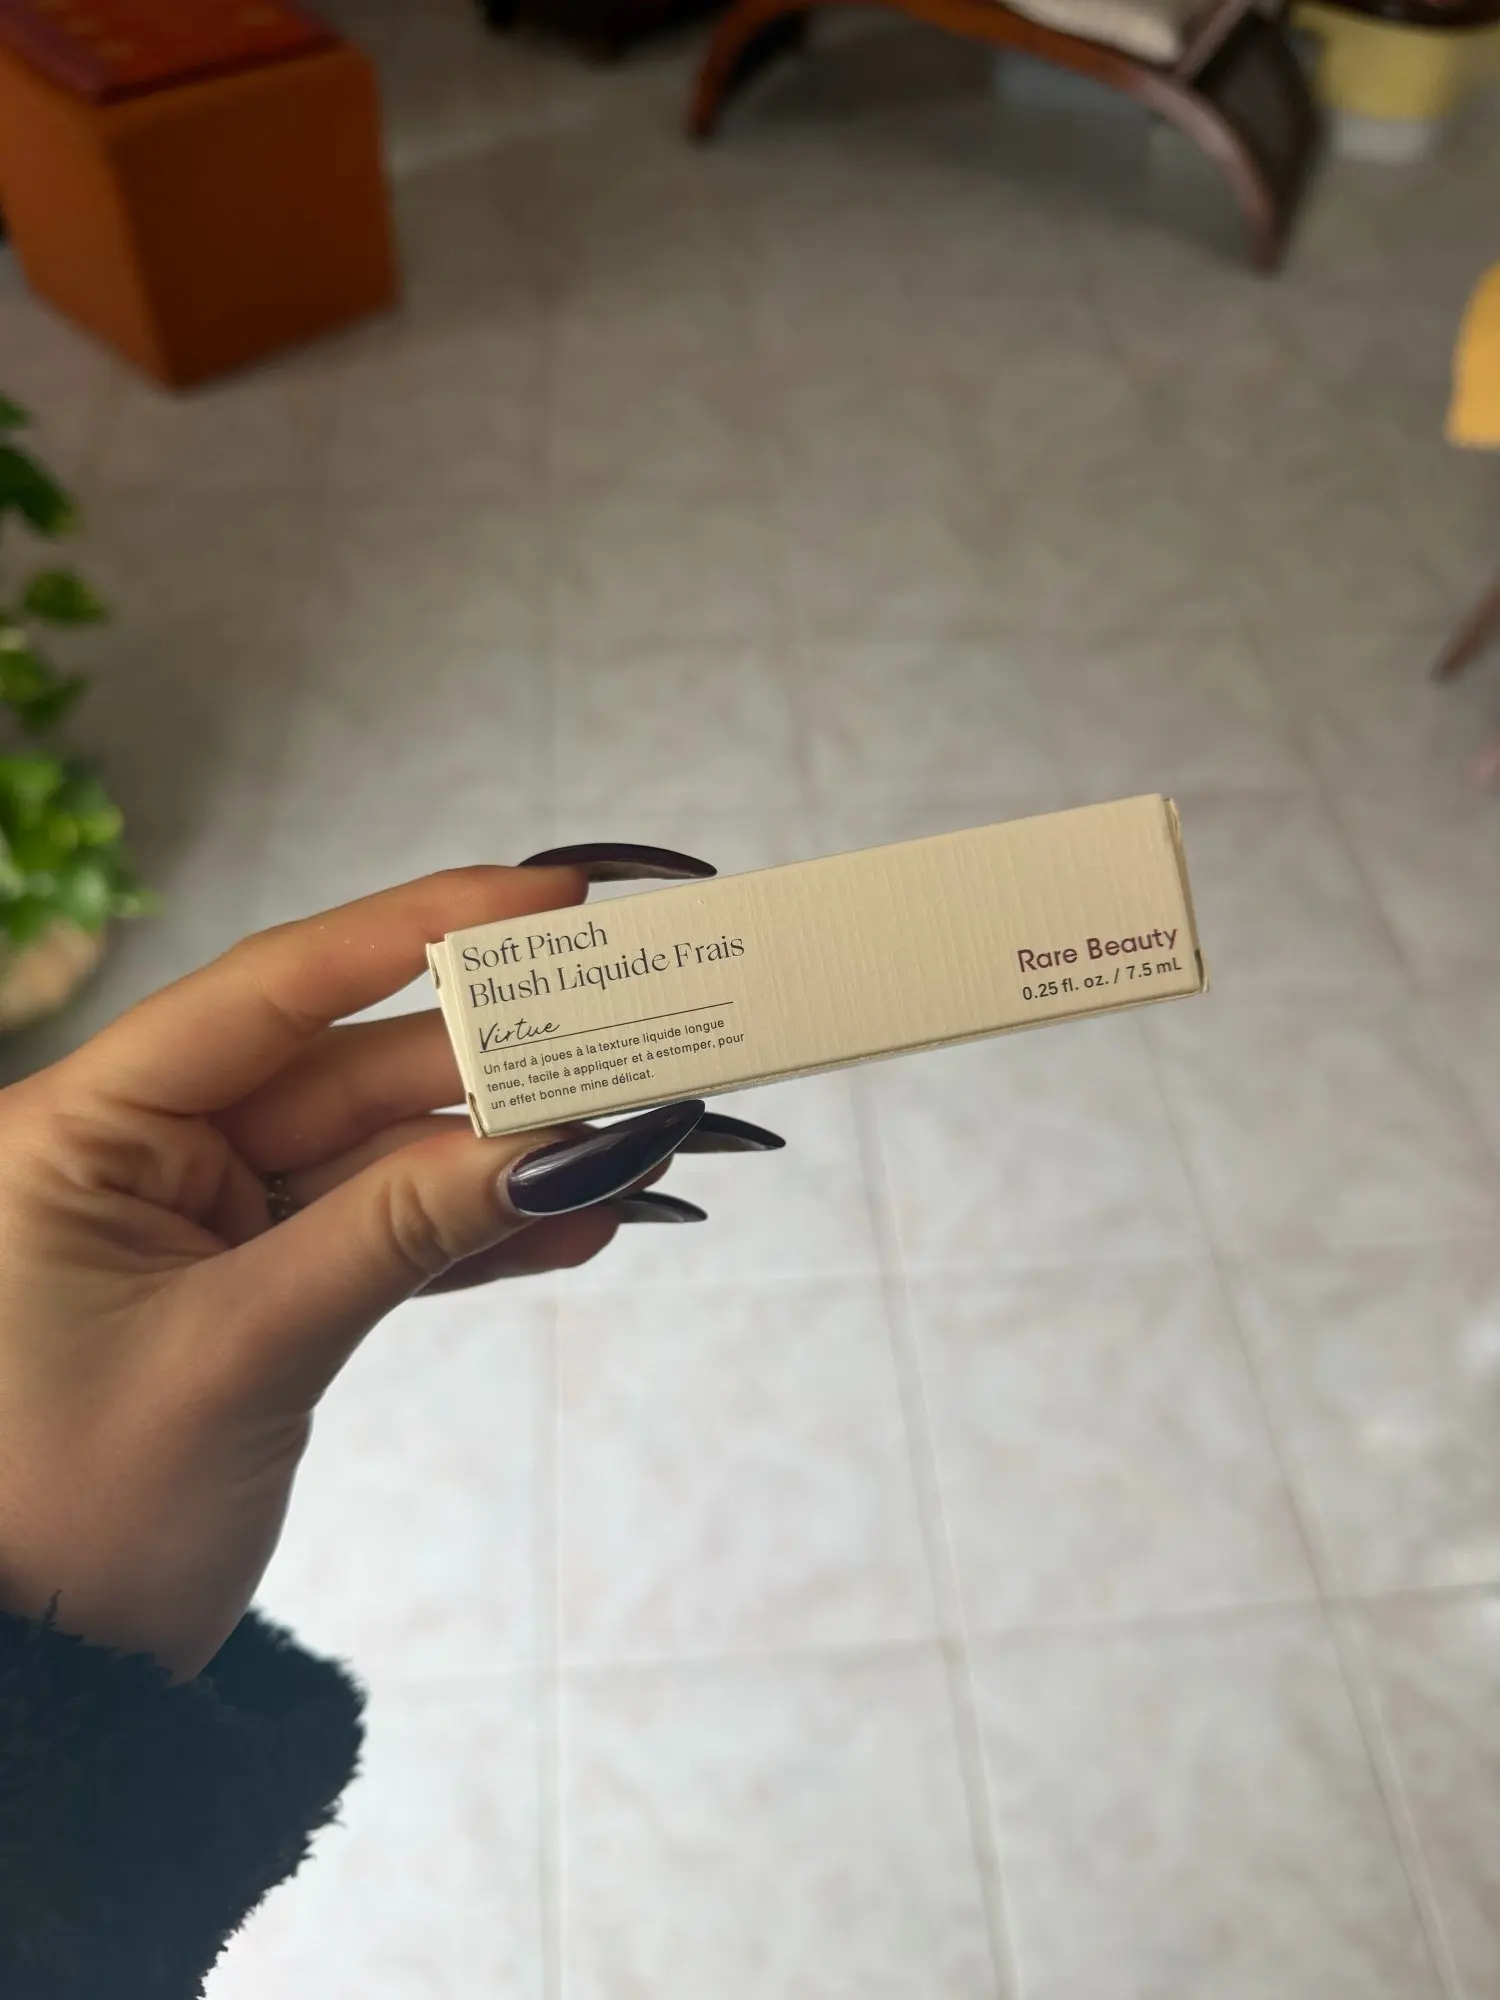 Soft Pinch
Blush Liquide Frais
Virtue
Un fard à joues à la texture liquide longue
tenue, facile à appliquer et à estomper, pour
un effet bonne mine délicat.
Rare Beauty
0.25 fl. oz. / 7.5 mL